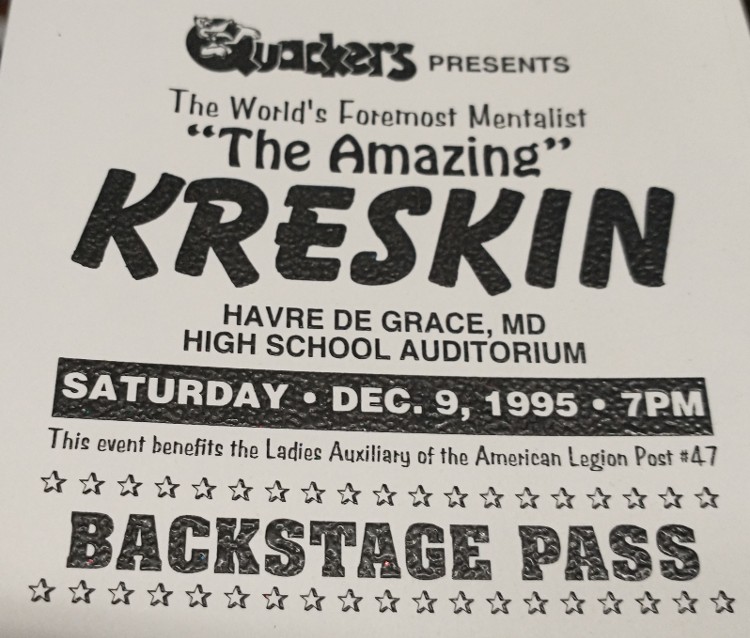 Quackers PRESENTS
The World's Foremost Mentalist
“The Amazing”
KRESKIN
HAVRE DE GRACE, MD
HIGH SCHOOL AUDITORIUM
SATURDAY • DEC. 9, 1995 • 7PM
This event benefits the Ladies Auxiliary of the American Legion Post #47
BACKSTAGE PASS